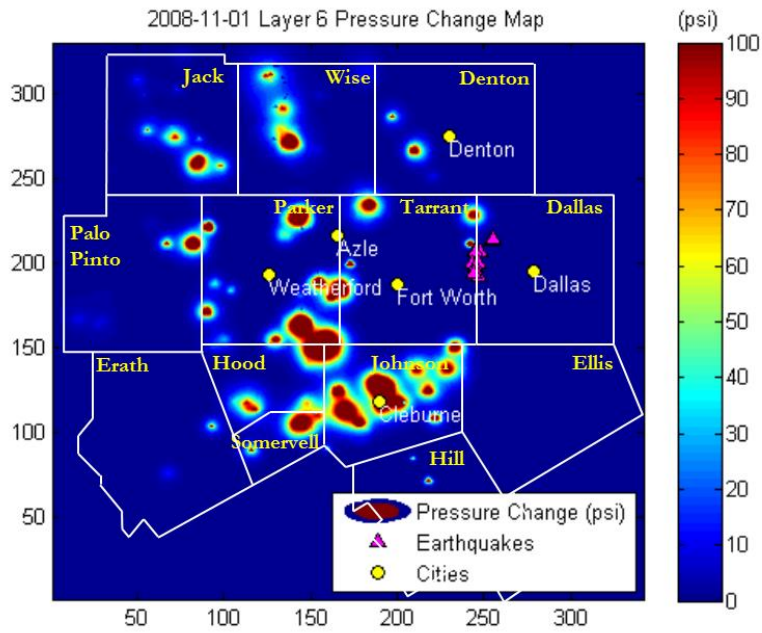 2008-11-01 Layer 6 Pressure Change Map
(psi)
Jack
Wise
Denton
Denton
Parker
Tarrant
Dallas
Palo
Pinto
Azle
Weatherford
Fort Worth
Dallas
Erath
Hood
Johnson
Ellis
Cleburne
Somervell
Hill
Pressure Change (psi)
Earthquakes
Cities
300
250
200
150
100
50
50
100
150
200
250
300
100
90
80
70
60
50
40
30
20
10
0